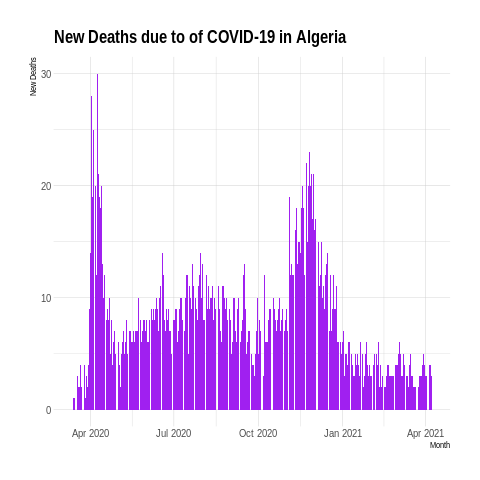 New Deaths due to of COVID-19 in Algeria
New Deaths
30
20
10
0
Apr 2020 Jul 2020 Oct 2020 Jan 2021 Apr 2021
Month